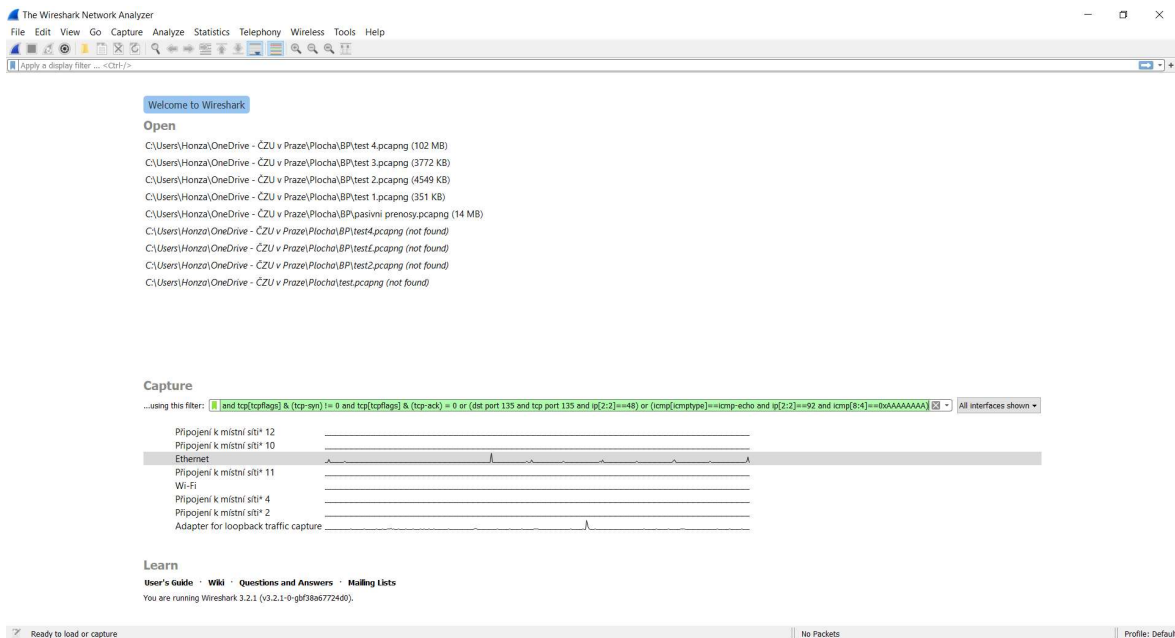 The Wireshark Network Analyzer
File Edit View Go Capture Analyze Statistics Telephony Wireless Tools Help
Apply a display filter ... <Ctrl-/>
Welcome to Wireshark
Open
C:\Users\Honza\OneDrive - ČZU v Praze\Plocha\BP\test 4.pcapng (102 MB)
C:\Users\Honza\OneDrive - ČZU v Praze\Plocha\BP\test 3.pcapng (3772 KB)
C:\Users\Honza\OneDrive - ČZU v Praze\Plocha\BP\test 2.pcapng (4549 KB)
C:\Users\Honza\OneDrive - ČZU v Praze\Plocha\BP\test 1.pcapng (351 KB)
C:\Users\Honza\OneDrive - ČZU v Praze\Plocha\BP\pasivni prenosy.pcapng (14 MB)
C:\Users\Honza\OneDrive - ČZU v Praze\Plocha\BP\test4.pcapng (not found)
C:\Users\Honza\OneDrive - ČZU v Praze\Plocha\BP\test£.pcapng (not found)
C:\Users\Honza\OneDrive - ČZU v Praze\Plocha\BP\test2.pcapng (not found)
C:\Users\Honza\OneDrive - ČZU v Praze\Plocha\test.pcapng (not found)
Capture
...using this filter: and tcp[tcpflags] & (tcp-syn) != 0 and tcp[tcpflags] & (tcp-ack) = 0 or (dst port 135 and tcp port 135 and ip[2:2]==48) or (icmp[icmptype]==icmp-echo and ip[2:2]==92 and icmp[8:4]==0xAAAAAAAA) All interfaces shown
Připojení k místní síti* 12
Připojení k místní síti* 10
Ethernet
Připojení k místní síti* 11
Wi-Fi
Připojení k místní síti* 4
Připojení k místní síti* 2
Adapter for loopback traffic capture
Learn
User's Guide · Wiki · Questions and Answers · Mailing Lists
You are running Wireshark 3.2.1 (v3.2.1-0-gbf38a67724d0).
Ready to load or capture No Packets Profile: Defaul